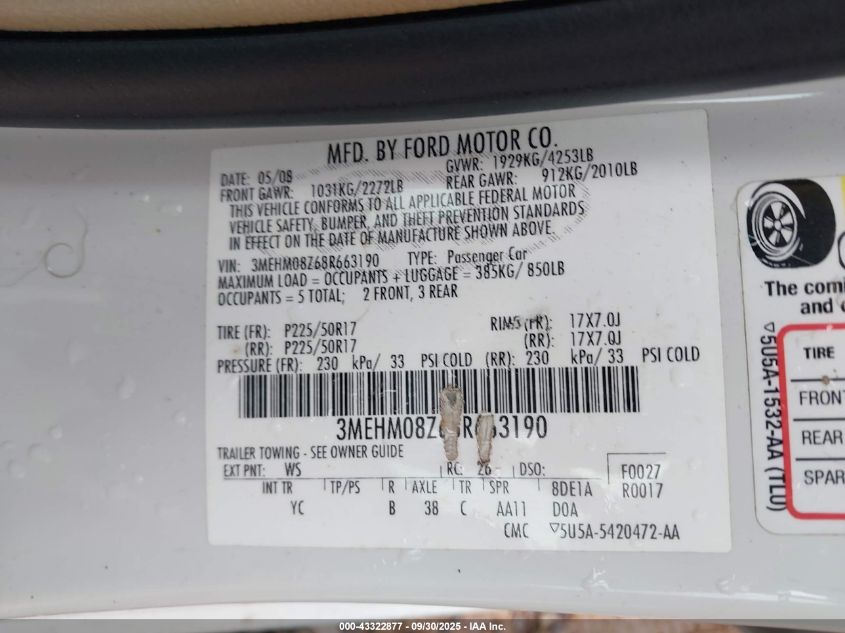 MFD. BY FORD MOTOR CO.
DATE: 05/08 GVWR: 1929KG/4253LB
FRONT GAWR: 1031KG/2272LB REAR GAWR: 912KG/2010LB
THIS VEHICLE CONFORMS TO ALL APPLICABLE FEDERAL MOTOR
VEHICLE SAFETY, BUMPER, AND THEFT PREVENTION STANDARDS
IN EFFECT ON THE DATE OF MANUFACTURE SHOWN ABOVE.
VIN: 3MEHM08Z68R663190 TYPE: Passenger Car
MAXIMUM LOAD = OCCUPANTS + LUGGAGE = 385KG/ 850LB
OCCUPANTS = 5 TOTAL; 2 FRONT, 3 REAR
TIRE (FR): P225/50R17 RIMS (FR): 17X7.0J
(RR): P225/50R17 (RR): 17X7.0J
PRESSURE (FR): 230 kPa/ 33 PSI COLD (RR): 230 kPa/ 33 PSI COLD
3MEHM08Z68R663190
TRAILER TOWING - SEE OWNER GUIDE
EXT PNT: WS RC: 26 DSO: F0027
INT TR TP/PS R AXLE TR SPR 8DE1A R0017
YC B 38 C AA11 DOA
CMC ▽5U5A-5420472-AA
The
and
▽5U5A-1532-AA (TLU)
TIRE
FRONT
REAR
000-43322877 - 09/30/2025 - IAA Inc.